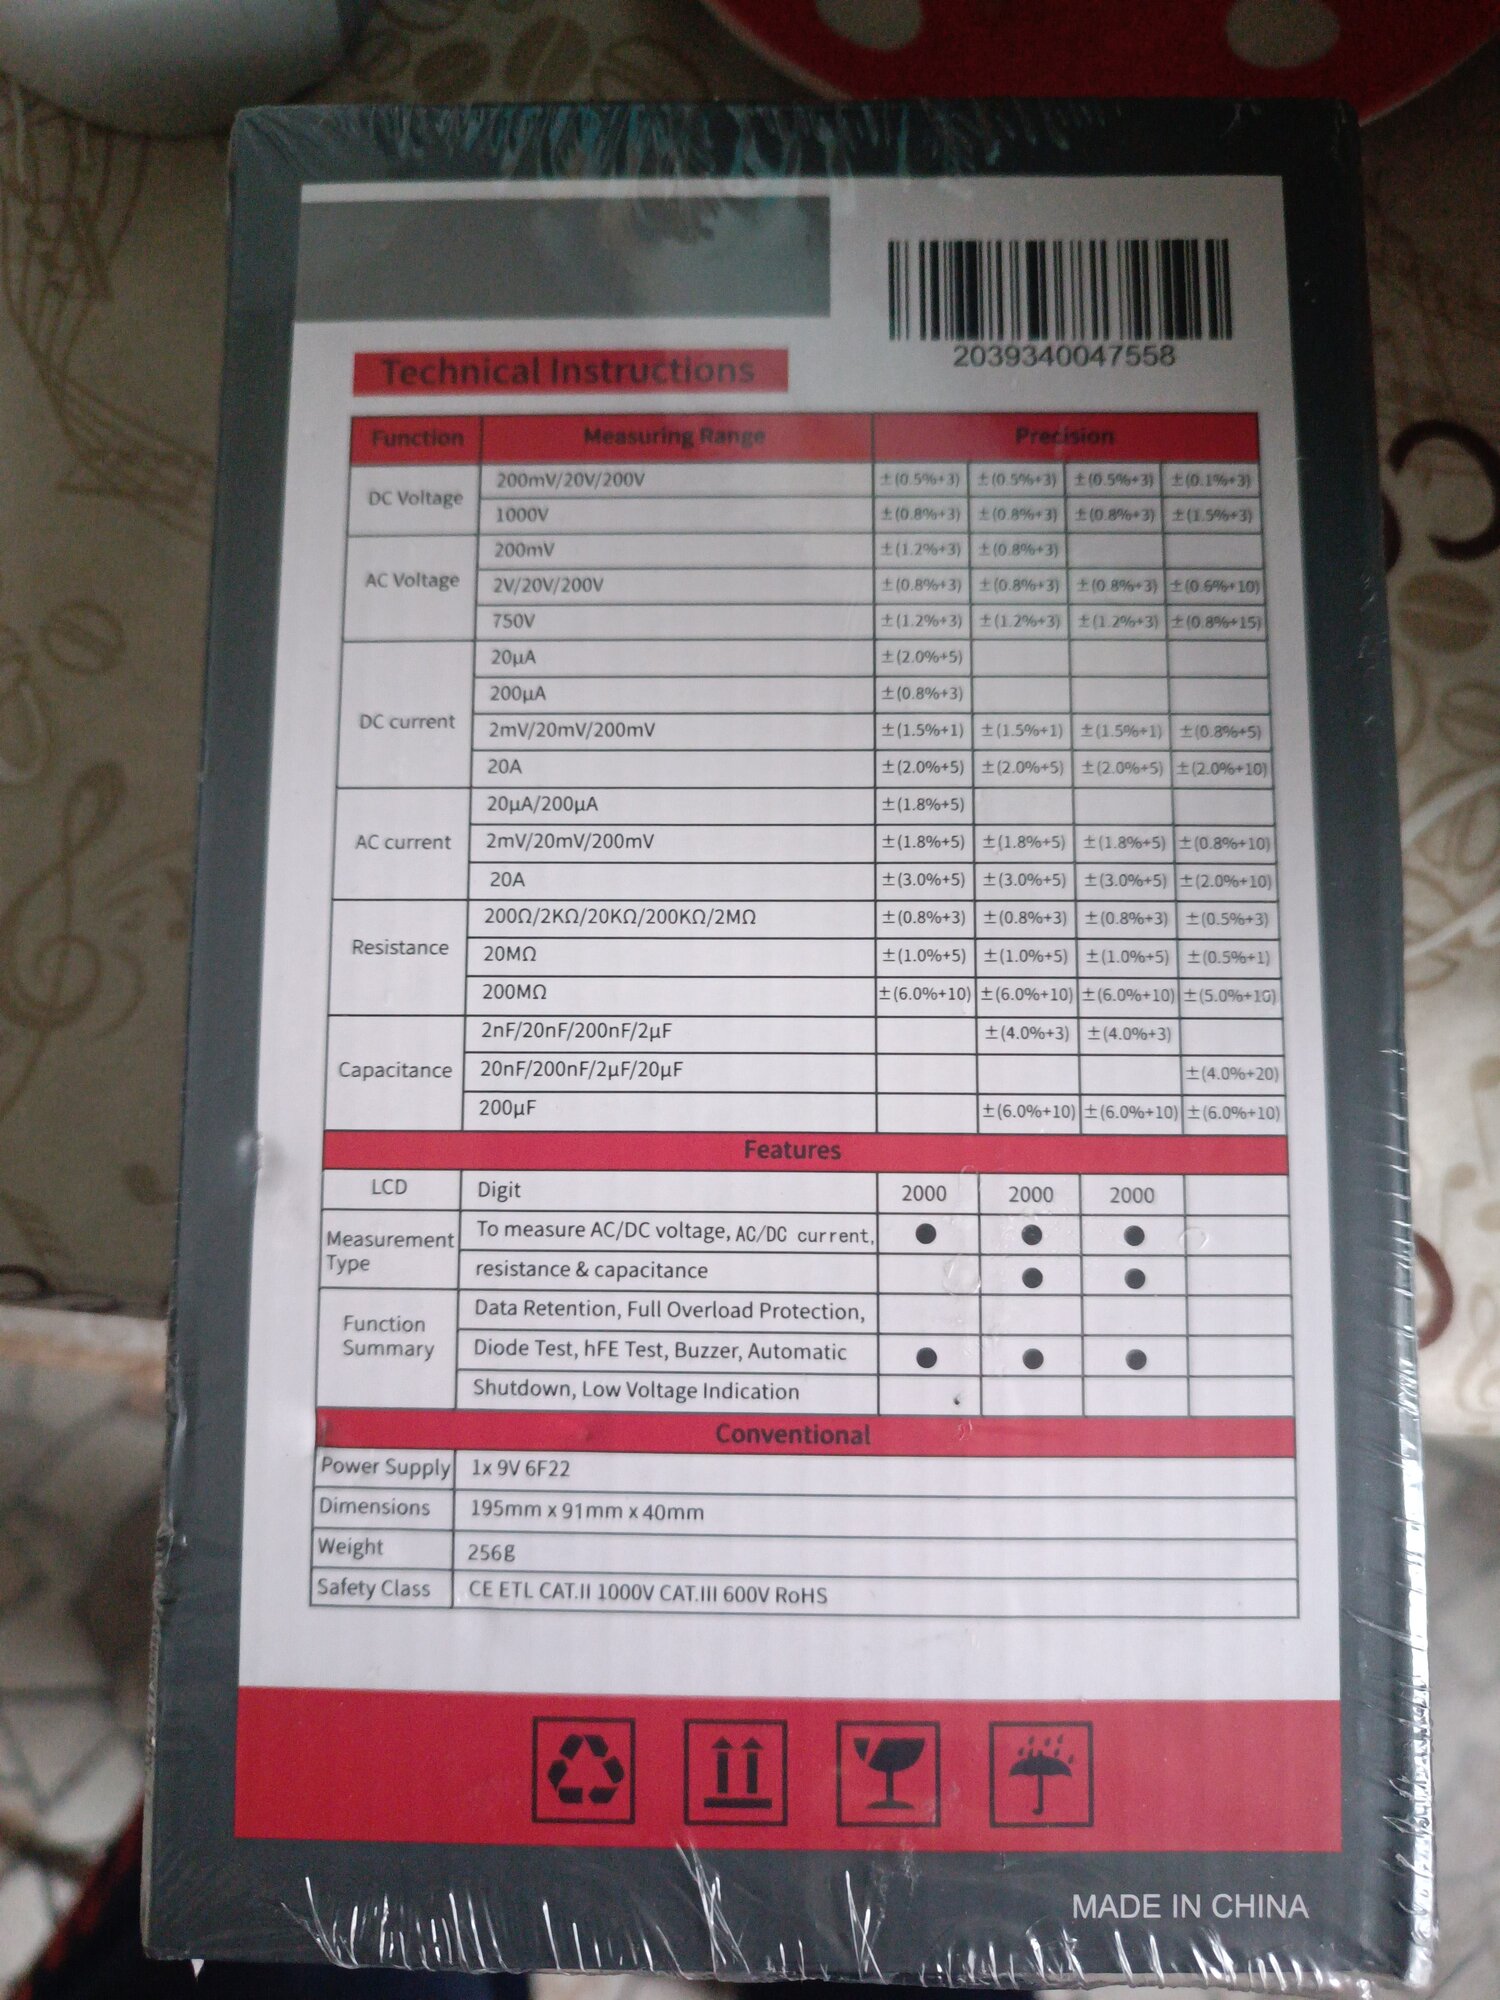 2039340047558
Technical Instructions
Function Measuring Range Precision
DC Voltage
200mV/20V/200V ±(0.5%+3) ±(0.5%+3) ±(0.5%+3) ±(0.1%+3)
1000V ±(0.8%+3) ±(0.8%+3) ±(0.8%+3) ±(1.5%+3)
AC Voltage
200mV ±(1.2%+3) ±(0.8%+3)
2V/20V/200V ±(0.8%+3) ±(0.8%+3) ±(0.8%+3) ±(0.6%+10)
750V ±(1.2%+3) ±(1.2%+3) ±(1.2%+3) ±(0.8%+15)
DC current
20μA ±(2.0%+5)
200μA ±(0.8%+3)
2mV/20mV/200mV ±(1.5%+1) ±(1.5%+1) ±(1.5%+1) ±(0.8%+5)
20A ±(2.0%+5) ±(2.0%+5) ±(2.0%+5) ±(2.0%+10)
AC current
20μA/200μA ±(1.8%+5)
2mV/20mV/200mV ±(1.8%+5) ±(1.8%+5) ±(1.8%+5) ±(0.8%+10)
20A ±(3.0%+5) ±(3.0%+5) ±(3.0%+5) ±(2.0%+10)
Resistance
200Ω/2KΩ/20KΩ/200KΩ/2MΩ ±(0.8%+3) ±(0.8%+3) ±(0.8%+3) ±(0.5%+3)
20MΩ ±(1.0%+5) ±(1.0%+5) ±(1.0%+5) ±(0.5%+1)
200MΩ ±(6.0%+10) ±(6.0%+10) ±(6.0%+10) ±(5.0%+10)
Capacitance
2nF/20nF/200nF/2μF ±(4.0%+3) ±(4.0%+3)
20nF/200nF/2μF/20μF ±(4.0%+20)
200μF ±(6.0%+10) ±(6.0%+10) ±(6.0%+10)
Features
LCD Digit 2000 2000 2000
Measurement Type
To measure AC/DC voltage, AC/DC current, ● ● ●
resistance & capacitance ● ●
Function Summary
Data Retention, Full Overload Protection,
Diode Test, hFE Test, Buzzer, Automatic ● ● ●
Shutdown, Low Voltage Indication
Conventional
Power Supply 1x 9V 6F22
Dimensions 195mm x 91mm x 40mm
Weight 256g
Safety Class CE ETL CAT.II 1000V CAT.III 600V RoHS
MADE IN CHINA